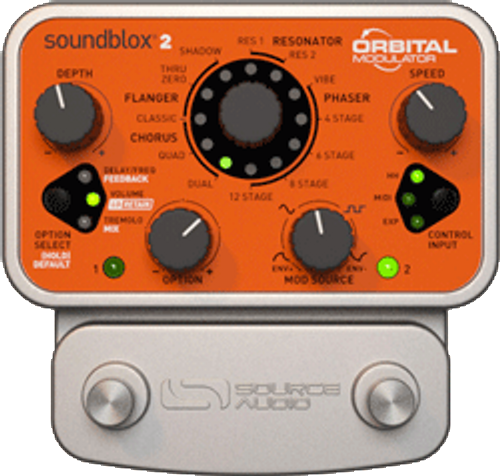 soundblox 2
ORBITAL
MODULATOR
DEPTH
SPEED
SHADOW
RES 1
RESONATOR
RES 2
THRU
ZERO
VIBE
FLANGER
PHASER
CLASSIC
4 STAGE
CHORUS
QUAD
6 STAGE
DUAL
8 STAGE
12 STAGE
DELAY/FREQ
FEEDBACK
VOLUME
TREMOLO
MIX
OPTION
SELECT
(HOLD)
DEFAULT
HH
MIDI
EXP
CONTROL
INPUT
1
- OPTION +
ENV+
ENV-
MOD SOURCE
2
SOURCE
AUDIO